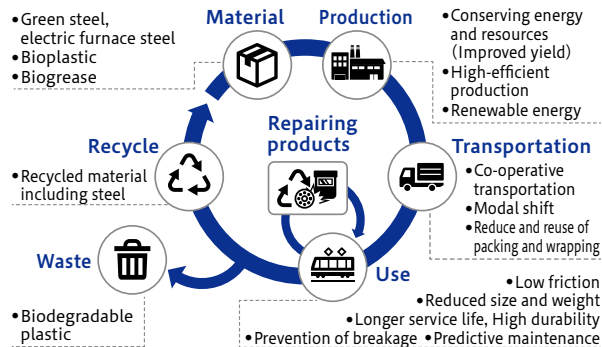 Material
•Green steel,
electric furnace steel
•Bioplastic
•Biogrease
Production
•Conserving energy
and resources
(Improved yield)
•High-efficient
production
•Renewable energy
Transportation
•Co-operative
transportation
•Modal shift
•Reduce and reuse of
packing and wrapping
Repairing
products
Recycle
•Recycled material
including steel
Use
•Low friction
•Reduced size and weight
•Longer service life, High durability
•Prevention of breakage •Predictive maintenance
Waste
•Biodegradable
plastic